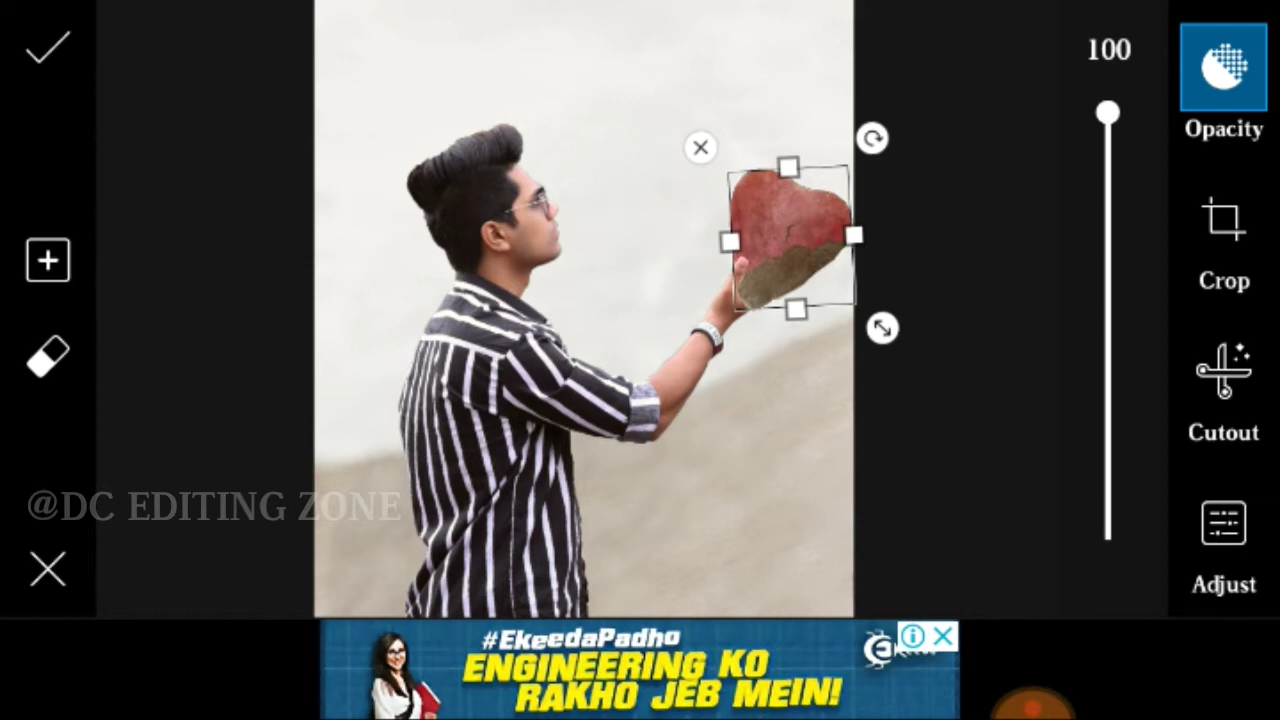 100
Opacity
Crop
Cutout
Adjust
@DC EDITING ZONE
#EkeedaPadho
ENGINEERING KO
RAKHO JEB MEIN!